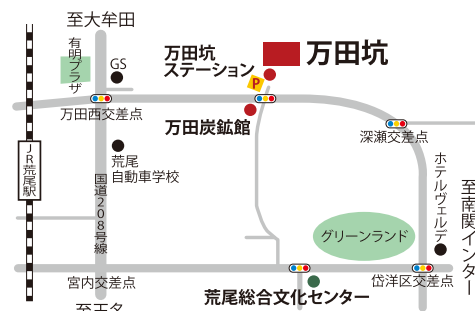 至大牟田
有明プラザ
GS
万田坑
ステーション
万田坑
P
万田西交差点
万田炭鉱館
深瀬交差点
荒尾
自動車学校
JR荒尾駅
国道208号線
ホテルヴェルデ
至南関インター
グリーンランド
宮内交差点
岱洋区交差点
荒尾総合文化センター
至玉名